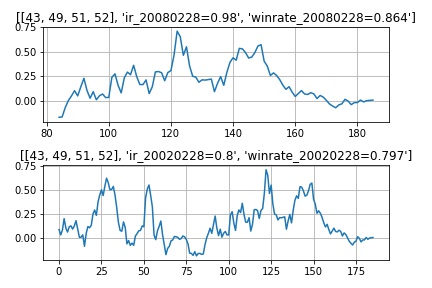 [[43, 49, 51, 52], 'ir_20080228=0.98', 'winrate_20080228=0.864']
0.75
0.50
0.25
0.00
80 100 120 140 160 180
[[43, 49, 51, 52], 'ir_20020228=0.8', 'winrate_20020228=0.797']
0.75
0.50
0.25
0.00
0 25 50 75 100 125 150 175